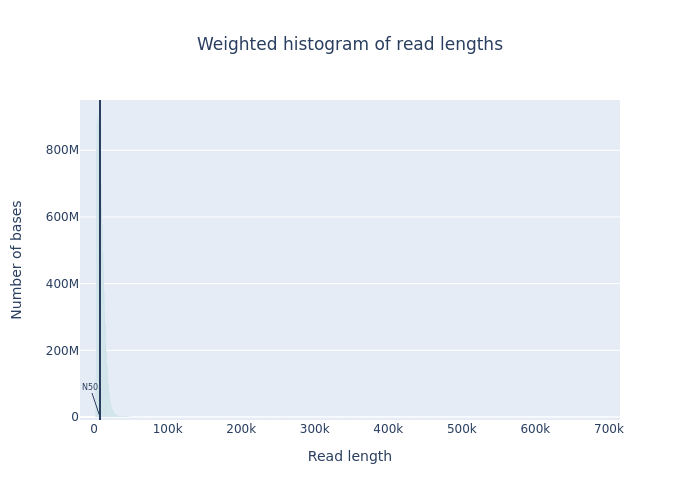 Weighted histogram of read lengths
Number of bases
800M
600M
400M
200M
0
N50
0 100k 200k 300k 400k 500k 600k 700k
Read length